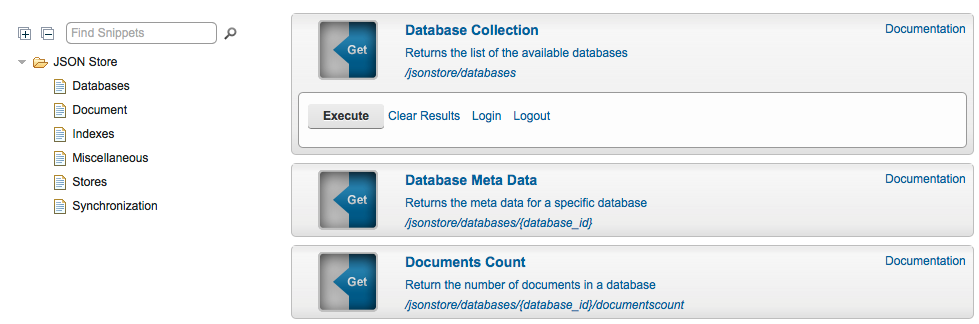 Find Snippets
JSON Store
Databases
Document
Indexes
Miscellaneous
Stores
Synchronization
Get
Database Collection
Documentation
Returns the list of the available databases
/jsonstore/databases
Execute Clear Results Login Logout
Get
Database Meta Data
Documentation
Returns the meta data for a specific database
/jsonstore/databases/{database_id}
Get
Documents Count
Documentation
Return the number of documents in a database
/jsonstore/databases/{database_id}/documentscount